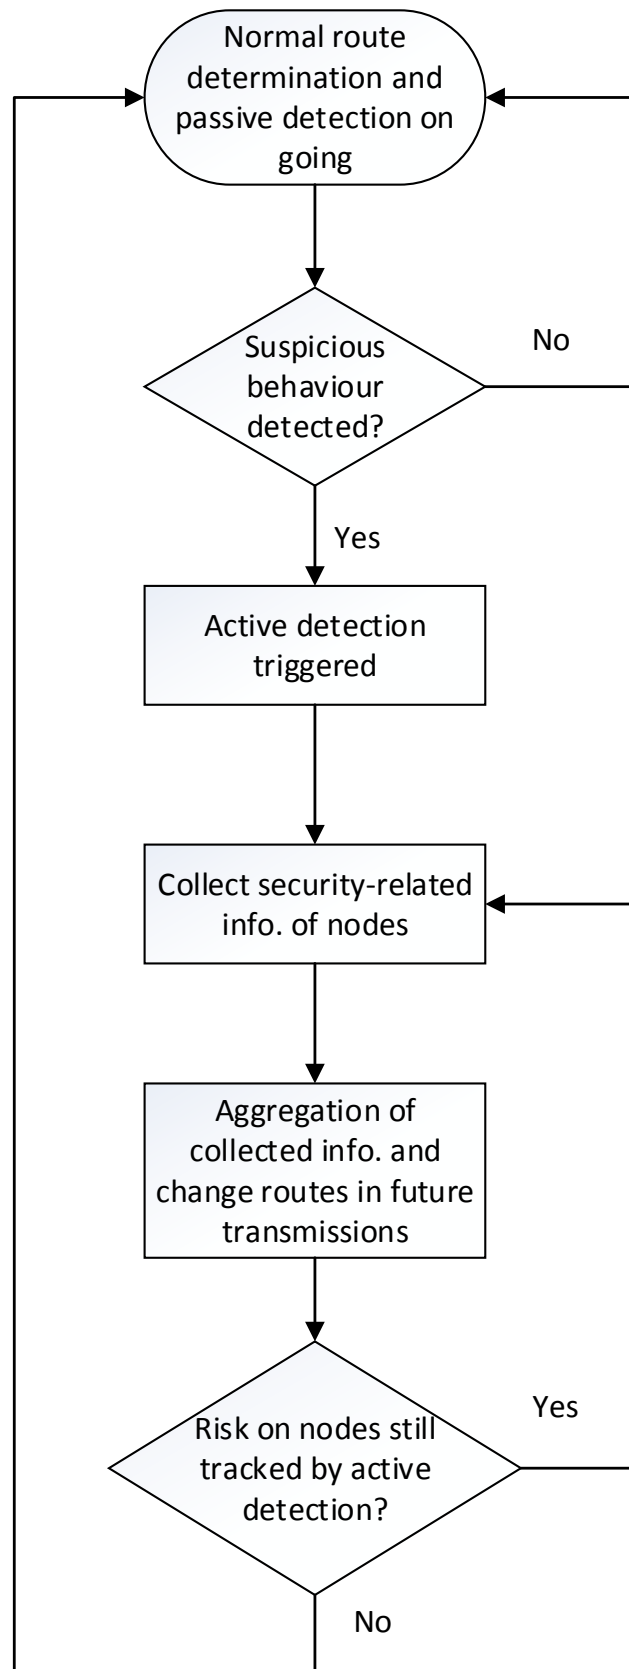 Normal route
determination and
passive detection on
going
Suspicious
behaviour
detected?
No
Yes
Active detection
triggered
Collect security-related
info. of nodes
Aggregation of
collected info. and
change routes in future
transmissions
Risk on nodes still
tracked by active
detection?
Yes
No